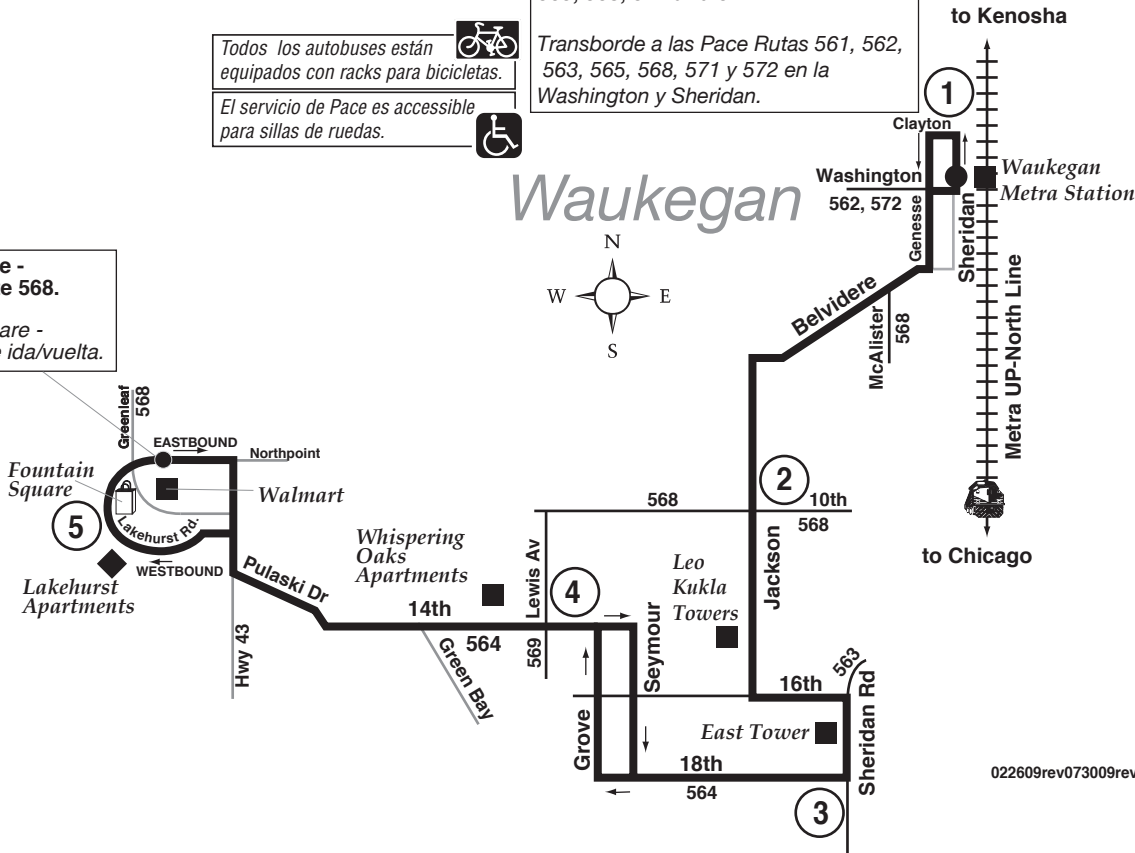 to Kenosha
Todos los autobuses están
equipados con racks para bicicletas.
Transborde a las Pace Rutas 561, 562,
563, 565, 568, 571 y 572 en la
Washington y Sheridan.
El servicio de Pace es accessible
para sillas de ruedas.
1
Clayton
Washington
562, 572
Waukegan
Metra Station
Waukegan
Genesse
Sheridan
N
W
E
S
Belvidere
McAlister
568
Metra UP-North Line
e -
e 568.
are -
ida/vuelta.
Greenleaf
568
EASTBOUND
Northpoint
Fountain
Square
Walmart
5
Lakehurst Rd.
WESTBOUND
Lakehurst
Apartments
Pulaski Dr
Hwy 43
Whispering
Oaks
Apartments
14th
564
Green Bay
568
2
10th
568
to Chicago
Lewis Av
569
4
Leo
Kukla
Towers
Jackson
Seymour
Grove
16th
563
Sheridan Rd
East Tower
18th
564
3
022609rev073009rev